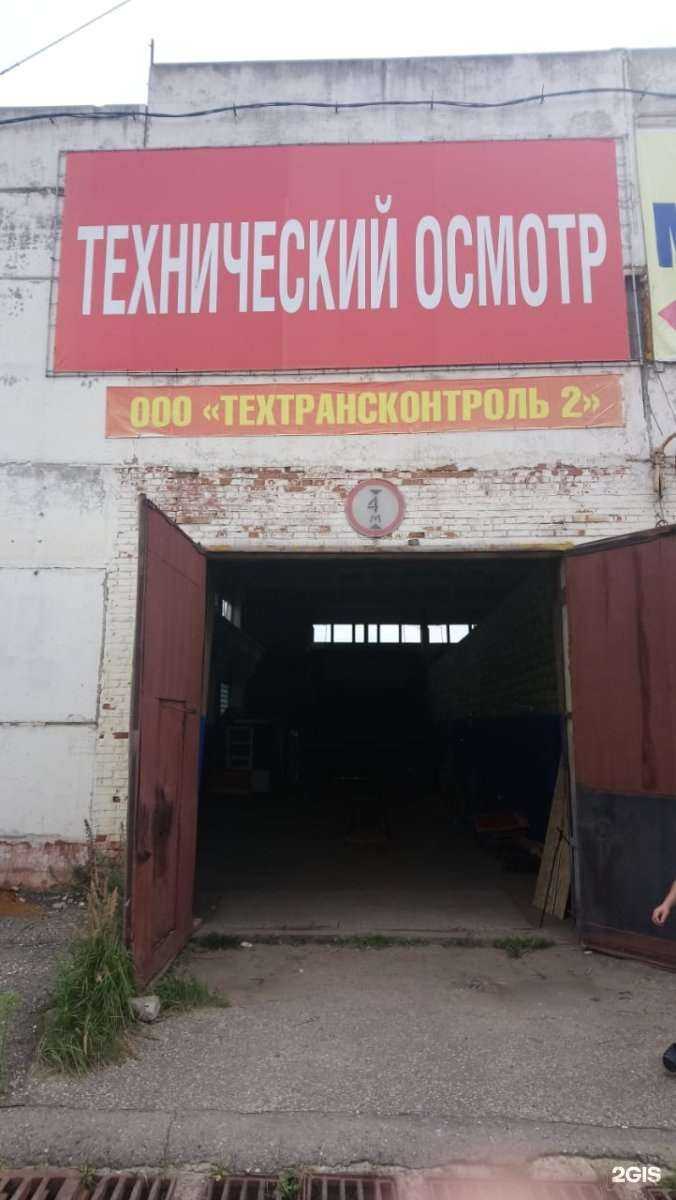 ТЕХНИЧЕСКИЙ ОСМОТР
ООО «ТЕХТРАНСКОНТРОЛЬ 2»
4
м
2GIS